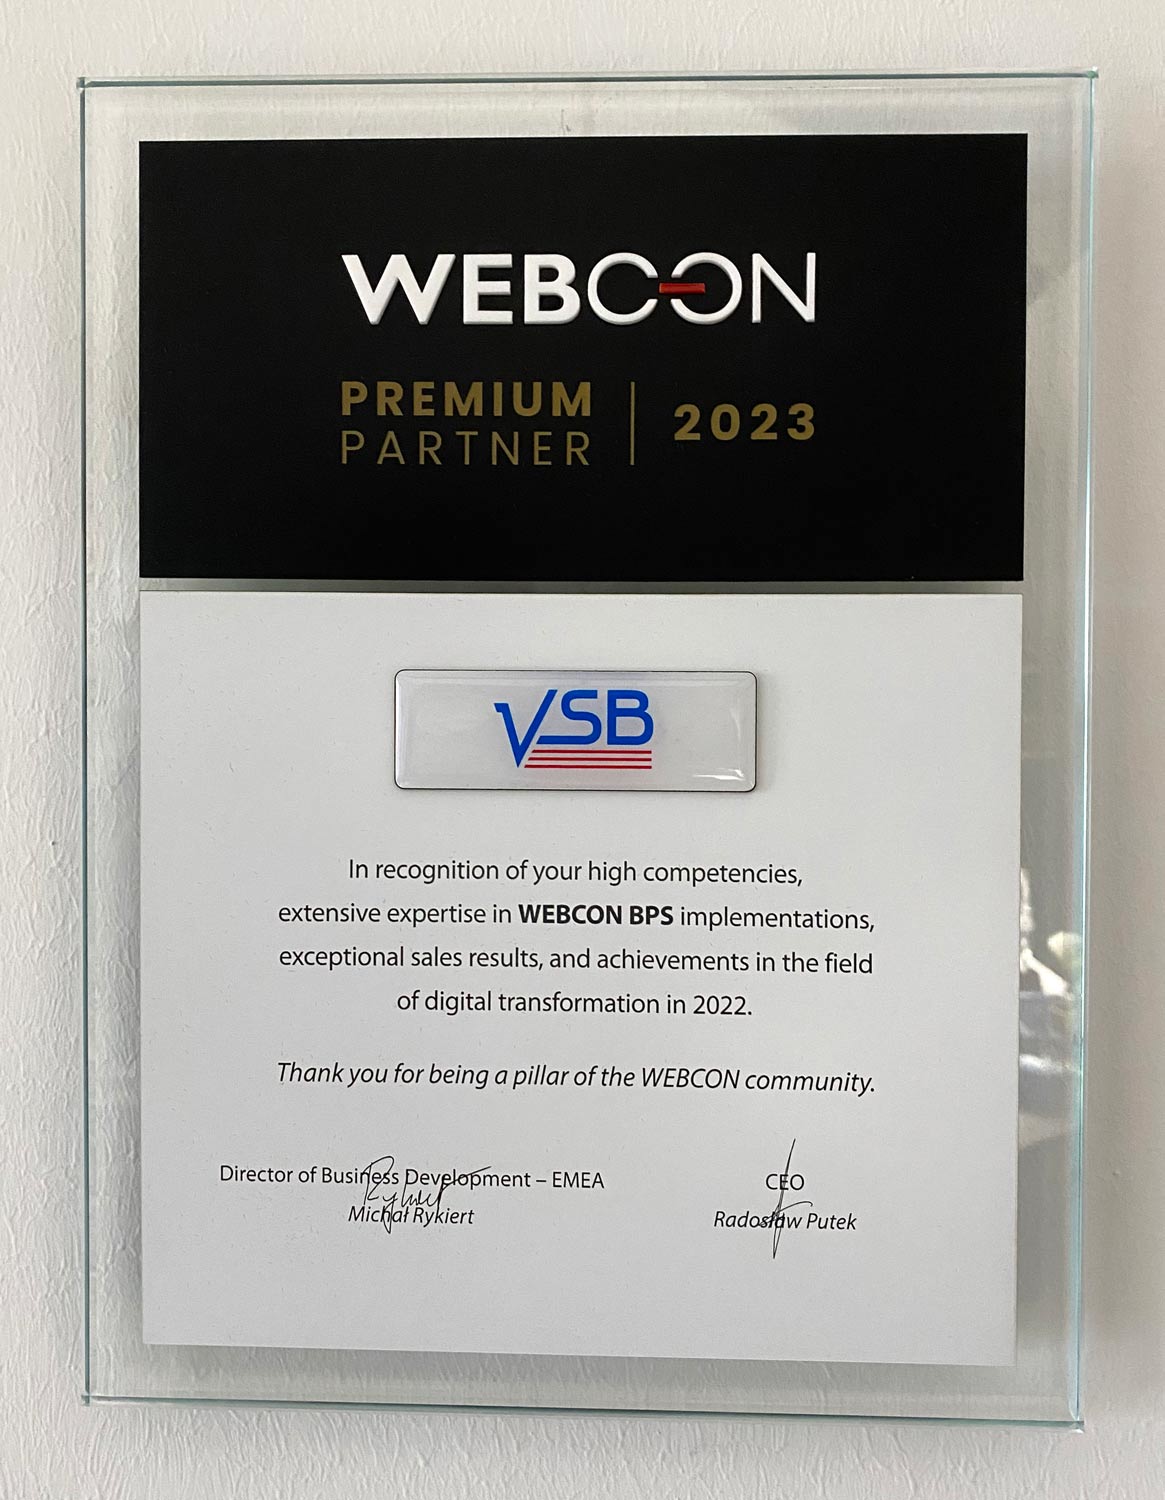 WEBCON
PREMIUM
PARTNER
2023
VSB
In recognition of your high competencies,
extensive expertise in WEBCON BPS implementations,
exceptional sales results, and achievements in the field
of digital transformation in 2022.
Thank you for being a pillar of the WEBCON community.
Director of Business Development – EMEA
Michał Rykiert
CEO
Radosław Putek